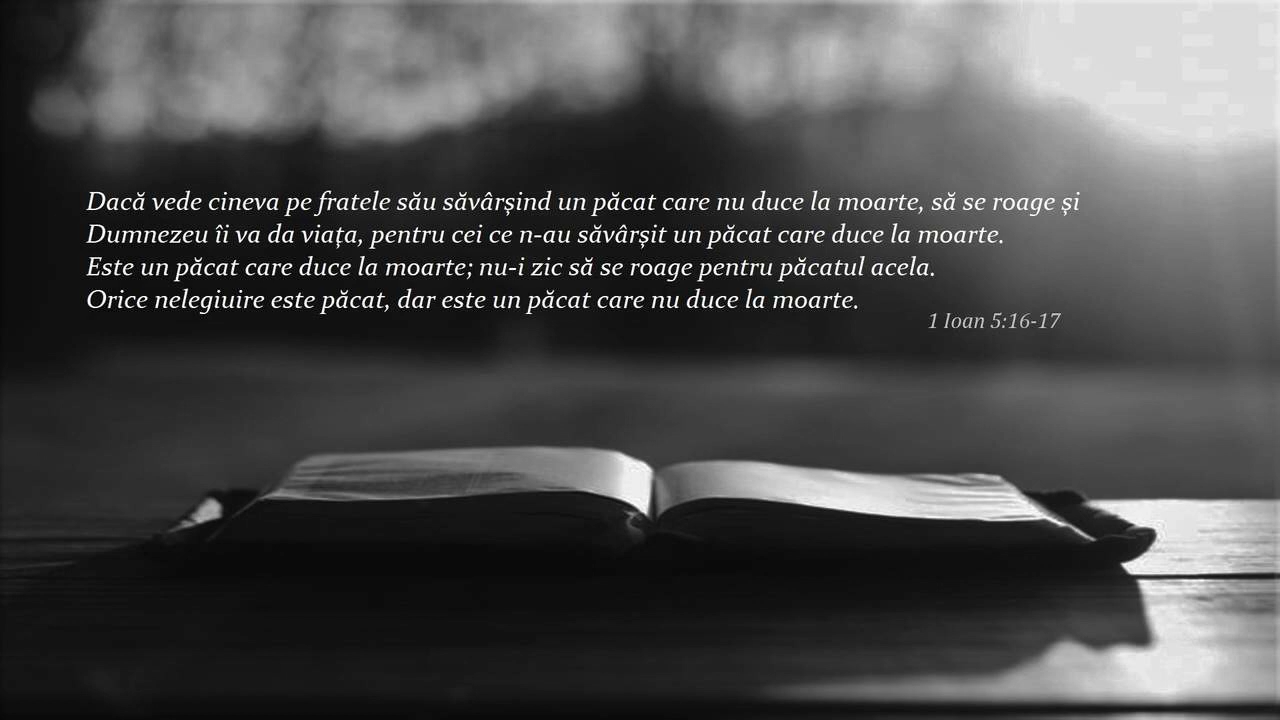 Dacă vede cineva pe fratele său săvârșind un păcat care nu duce la moarte, să se roage și
Dumnezeu îi va da viața, pentru cei ce n-au săvârșit un păcat care duce la moarte.
Este un păcat care duce la moarte; nu-i zic să se roage pentru păcatul acela.
Orice nelegiuire este păcat, dar este un păcat care nu duce la moarte.
1 Ioan 5:16-17